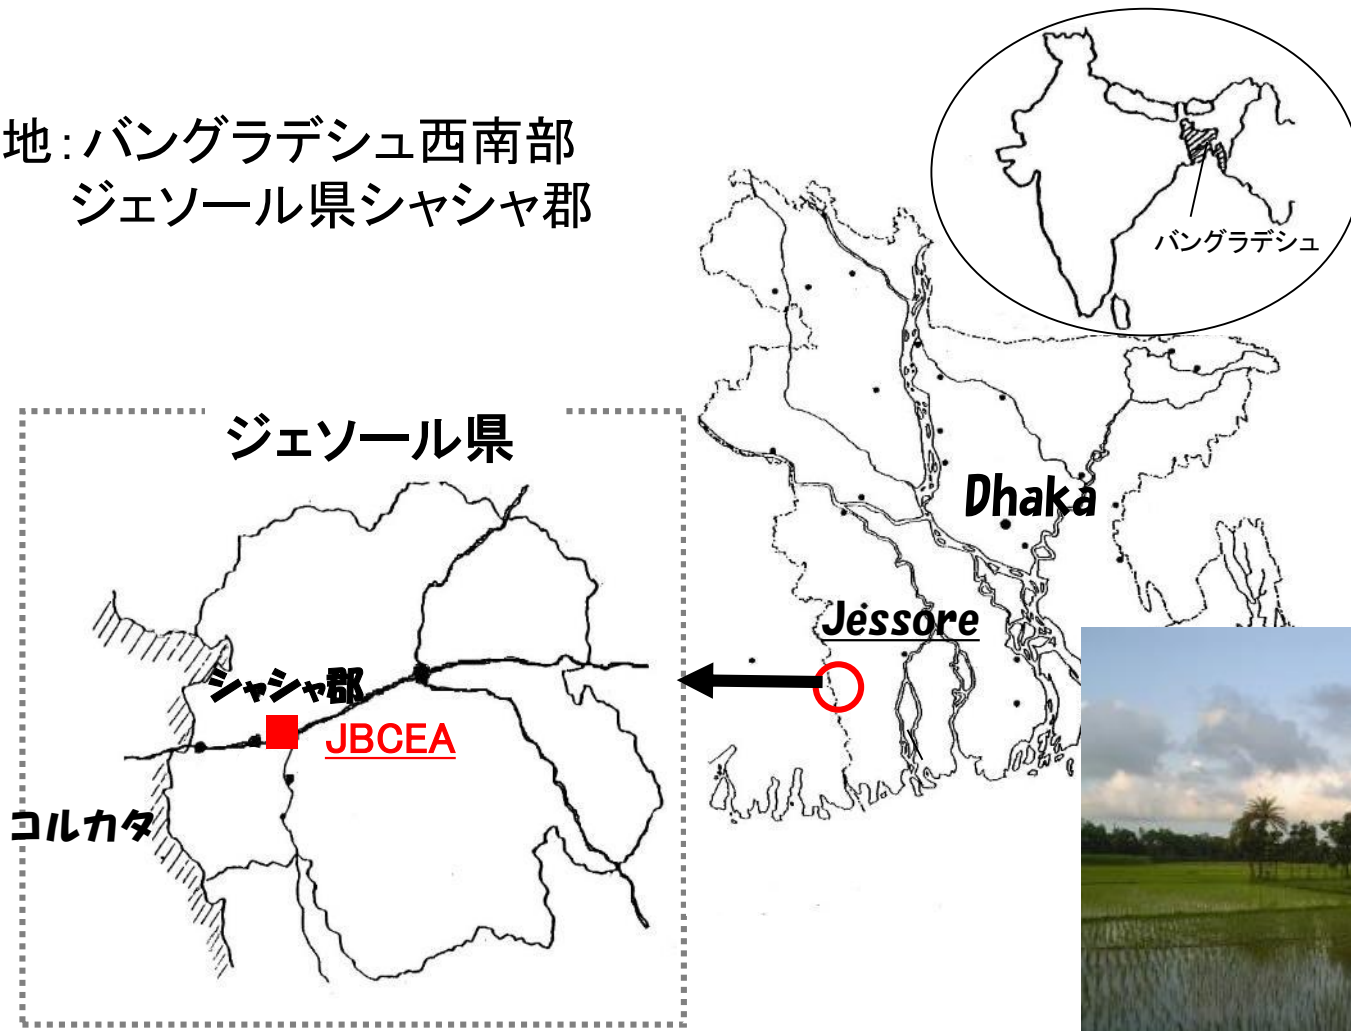 地：バングラデシュ西南部
ジェソール県シャシャ郡
バングラデシュ
ジェソール県
Dhaka
Jessore
シャシャ郡
JBCEA
コルカタ